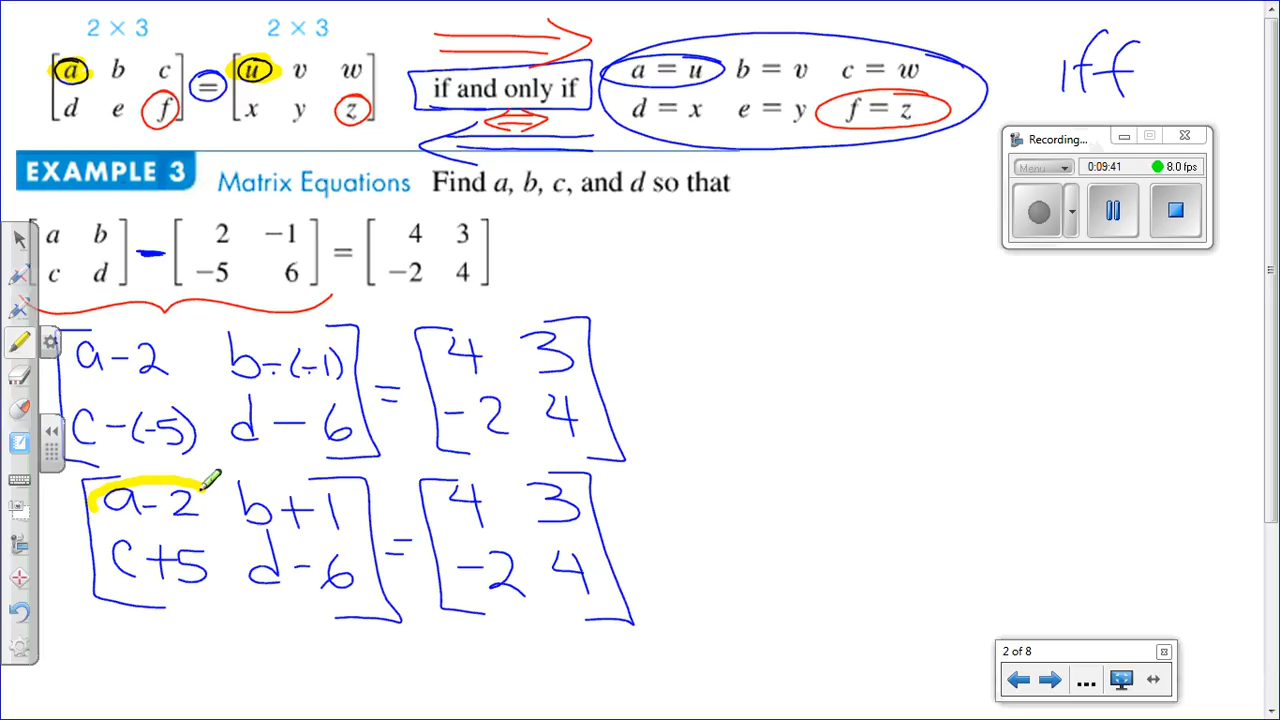 2 × 3 2 × 3
[a b c] = [u v w] if and only if a = u b = v c = w iff
[d e f] [x y z] d = x e = y f = z
Recording...
Menu 0:09:41 8.0 fps
EXAMPLE 3 Matrix Equations Find a, b, c, and d so that
[a b] − [2 −1] = [4 3]
[c d] [−5 6] [−2 4]
[a − 2 b − (−1)] = [4 3]
[c − (−5) d − 6] [−2 4]
[a − 2 b + 1] = [4 3]
[c + 5 d − 6] [−2 4]
2 of 8
...